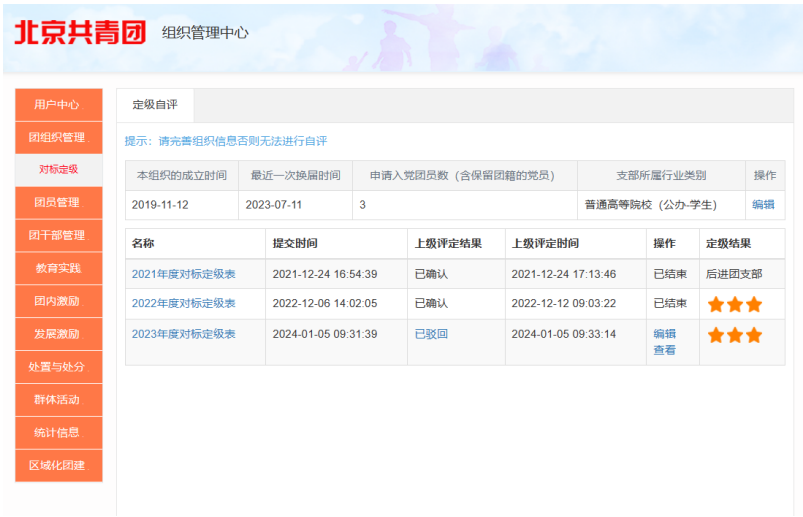 北京共青团 组织管理中心
用户中心
团组织管理
对标定级
团员管理
团干部管理
教育实践
团内激励
发展激励
处置与处分
群体活动
统计信息
区域化团建
定级自评
提示：请完善组织信息否则无法进行自评
本组织的成立时间 最近一次换届时间 申请入党团员数（含保留团籍的党员） 支部所属行业类别 操作
2019-11-12 2023-07-11 3 普通高等院校（公办-学生） 编辑
名称 提交时间 上级评定结果 上级评定时间 操作 定级结果
2021年度对标定级表 2021-12-24 16:54:39 已确认 2021-12-24 17:13:46 已结束 后进团支部
2022年度对标定级表 2022-12-06 14:02:05 已确认 2022-12-12 09:03:22 已结束
2023年度对标定级表 2024-01-05 09:31:39 已驳回 2024-01-05 09:33:14 编辑
查看